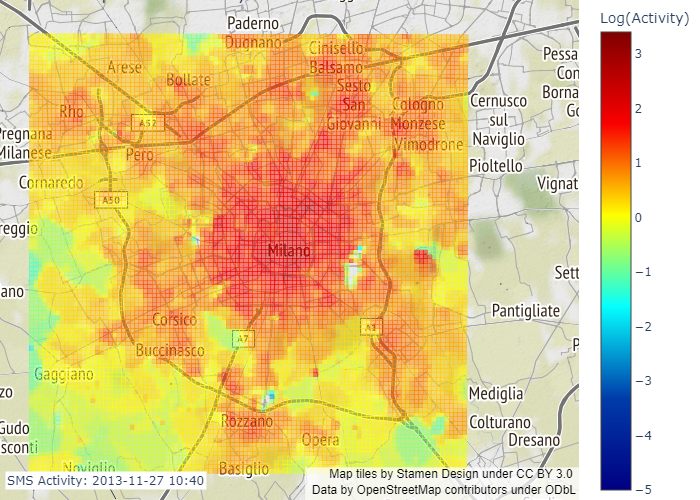 Log(Activity)
Paderno
Dugnano
Cinisello
Balsamo
Arese
Bollate
Sesto
San
Giovanni
Rho
Cologno
Monzese
Vimodrone
Cernusco
sul
Naviglio
Pessa
Con
Borna
Go
A52
Pregnana
Milanese
Pero
Pioltello
Cornaredo
Vignat
A50
reggio
Milano
Sett
ano
Pantigliate
Corsico
A7
A1
Buccinasco
P
Gaggiano
zo
Mediglia
Rozzano
Colturano
Gudo
Opera
Dresano
sconti
Noviglio
Basiglio
SMS Activity: 2013-11-27 10:40
Map tiles by Stamen Design under CC BY 3.0
Data by OpenStreetMap contributors under ODbL
3
2
1
0
−1
−2
−3
−4
−5